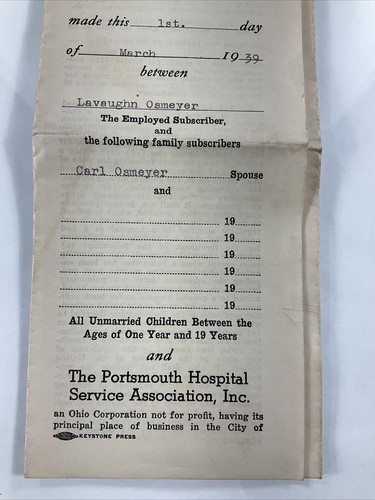 made this 1st. day
of March 19 39
between
Lavaughn Osmeyer
The Employed Subscriber,
and
the following family subscribers
Carl Osmeyer Spouse
and
19
19
19
19
19
19
All Unmarried Children Between the
Ages of One Year and 19 Years
and
The Portsmouth Hospital
Service Association, Inc.
an Ohio Corporation not for profit, having its
principal place of business in the City of
KEYSTONE PRESS